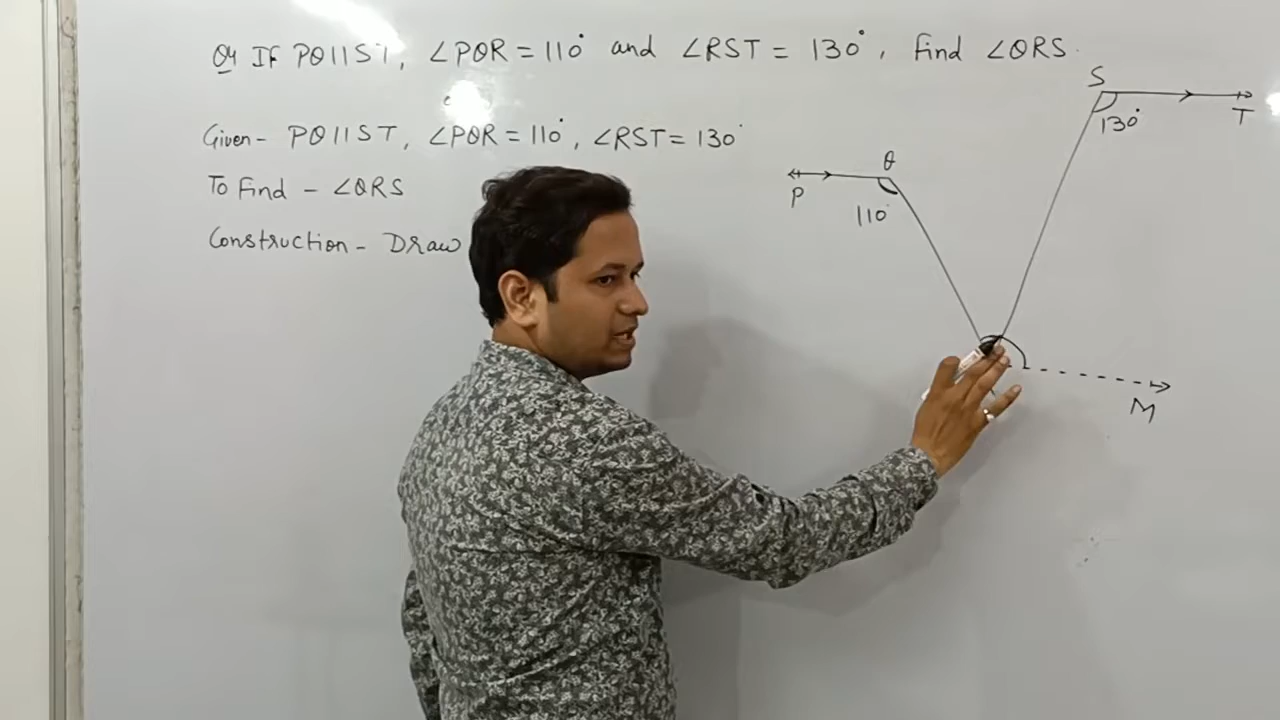 Q4 If PQ||ST, ∠PQR = 110° and ∠RST = 130°, find ∠QRS.
Given - PQ||ST, ∠PQR = 110°, ∠RST = 130°
To Find - ∠QRS
Construction - Draw
S
T
130°
Q
P
110°
M